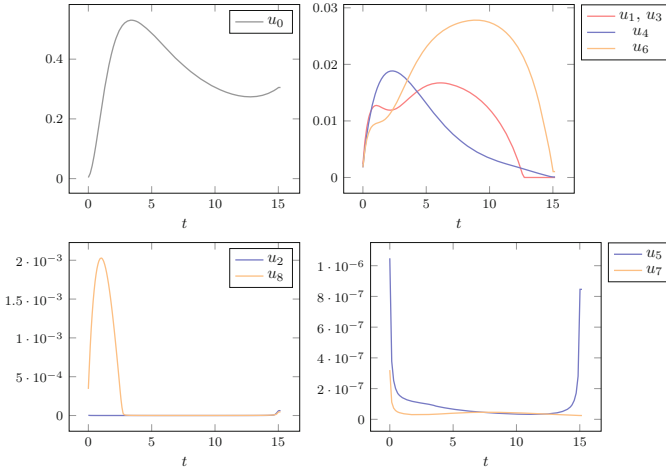 0.4
0.2
0
0
5
10
15
t
u₀
0.03
0.02
0.01
0
0
5
10
15
t
u₁, u₃
u₄
u₆
2 · 10⁻³
1.5 · 10⁻³
1 · 10⁻³
5 · 10⁻⁴
0
0
5
10
15
t
u₂
u₈
1 · 10⁻⁶
8 · 10⁻⁷
6 · 10⁻⁷
4 · 10⁻⁷
2 · 10⁻⁷
0
0
5
10
15
t
u₅
u₇